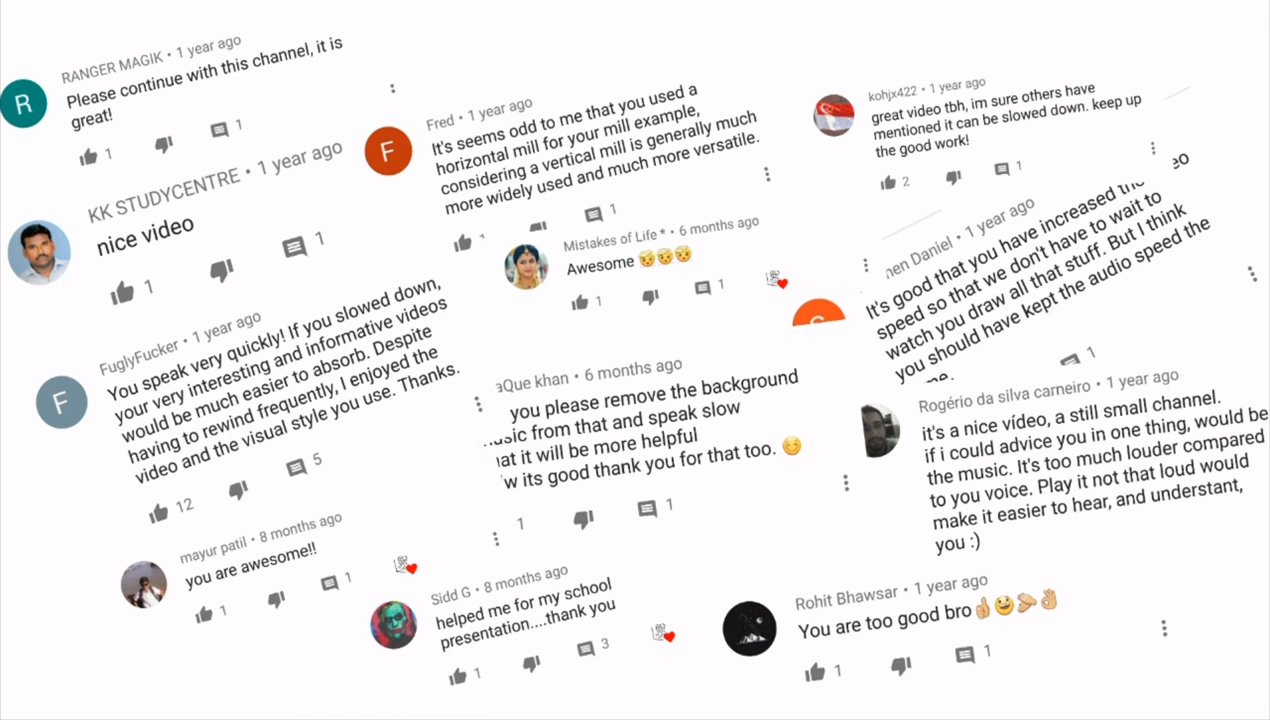 RANGER MAGIK • 1 year ago
Please continue with this channel, it is
great!
R
1
1
KK STUDYCENTRE • 1 year ago
nice video
1
1
FuglyFucker • 1 year ago
You speak very quickly! If you slowed down,
your very interesting and informative videos
would be much easier to absorb. Despite
having to rewind frequently, I enjoyed the
video and the visual style you use. Thanks.
F
12
5
mayur patil • 8 months ago
you are awesome!!
1
1
Fred • 1 year ago
It's seems odd to me that you used a
horizontal mill for your mill example,
considering a vertical mill is generally much
more widely used and much more versatile.
F
1
Mistakes of Life * • 6 months ago
Awesome 🤯🤯🤯
1
1
aQue khan • 6 months ago
you please remove the background
from that and speak slow
it will be more helpful
its good thank you for that too. 😊
1
1
Sidd G • 8 months ago
helped me for my school
presentation....thank you
1
3
kohjx422 • 1 year ago
great video tbh, im sure others have
mentioned it can be slowed down. keep up
the good work!
2
1
Daniel • 1 year ago
It's good that you have increased the
speed so that we don't have to wait to
watch you draw all that stuff. But I think
you should have kept the audio speed the
1
Rogério da silva carneiro • 1 year ago
it's a nice vídeo, a still small channel.
if i could advice you in one thing, would be
the music. It's too much louder compared
to you voice. Play it not that loud would
make it easier to hear, and understant,
you :)
Rohit Bhawsar • 1 year ago
You are too good bro👍😃🤛👌
1
1